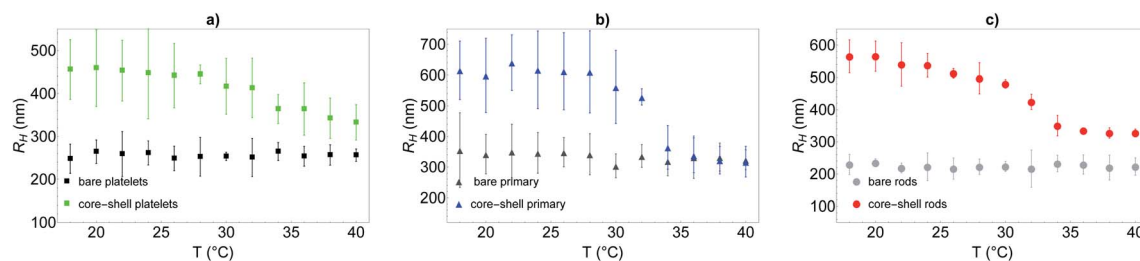 a)
500
400
300
200
100
R_H (nm)
bare platelets
core-shell platelets
20 25 30 35 40
T (°C)
b)
700
600
500
400
300
200
100
R_H (nm)
bare primary
core-shell primary
20 25 30 35 40
T (°C)
c)
600
500
400
300
200
100
R_H (nm)
bare rods
core-shell rods
20 25 30 35 40
T (°C)